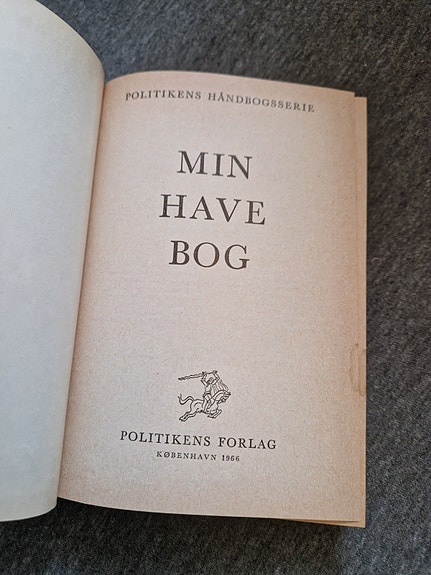 POLITIKENS HÅNDBOGSSERIE
MIN
HAVE
BOG
POLITIKENS FORLAG
KØBENHAVN 1966